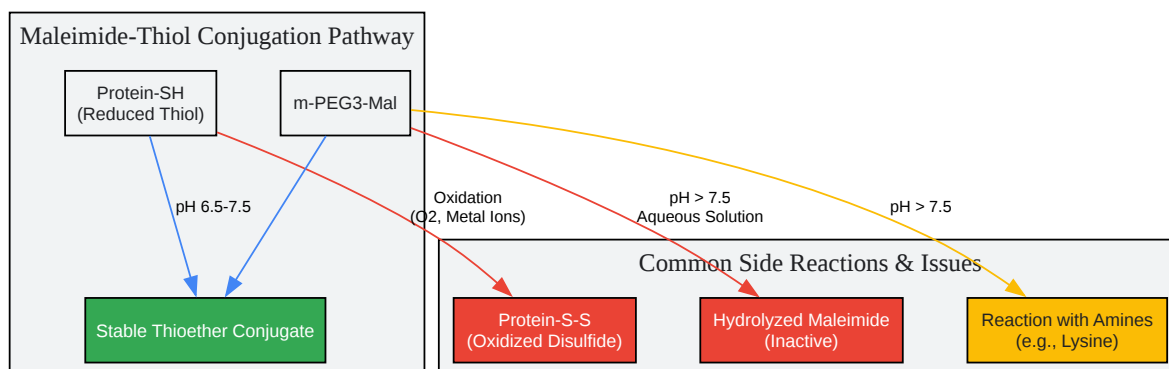 Maleimide-Thiol Conjugation Pathway
Protein-SH
(Reduced Thiol)
m-PEG3-Mal
pH 6.5-7.5
Oxidation
(O2, Metal Ions)
pH > 7.5
Aqueous Solution
pH > 7.5
Common Side Reactions & Issues
Stable Thioether Conjugate
Protein-S-S
(Oxidized Disulfide)
Hydrolyzed Maleimide
(Inactive)
Reaction with Amines
(e.g., Lysine)